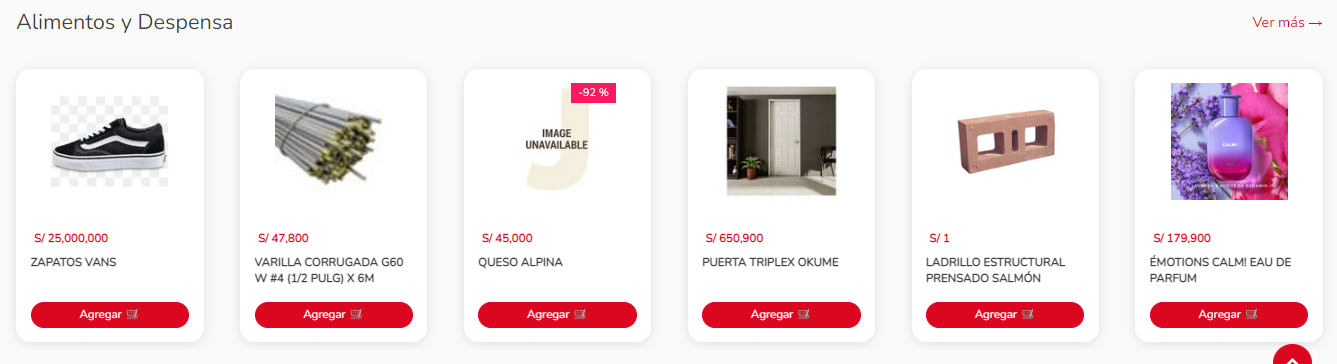 Alimentos y Despensa
Ver más →
-92 %
IMAGE
UNAVAILABLE
CALM!
S/ 25,000,000
ZAPATOS VANS
Agregar
S/ 47,800
VARILLA CORRUGADA G60
W #4 (1/2 PULG) X 6M
Agregar
S/ 45,000
QUESO ALPINA
Agregar
S/ 650,900
PUERTA TRIPLEX OKUME
Agregar
S/ 1
LADRILLO ESTRUCTURAL
PRENSADO SALMÓN
Agregar
S/ 179,900
ÉMOTIONS CALM! EAU DE
PARFUM
Agregar